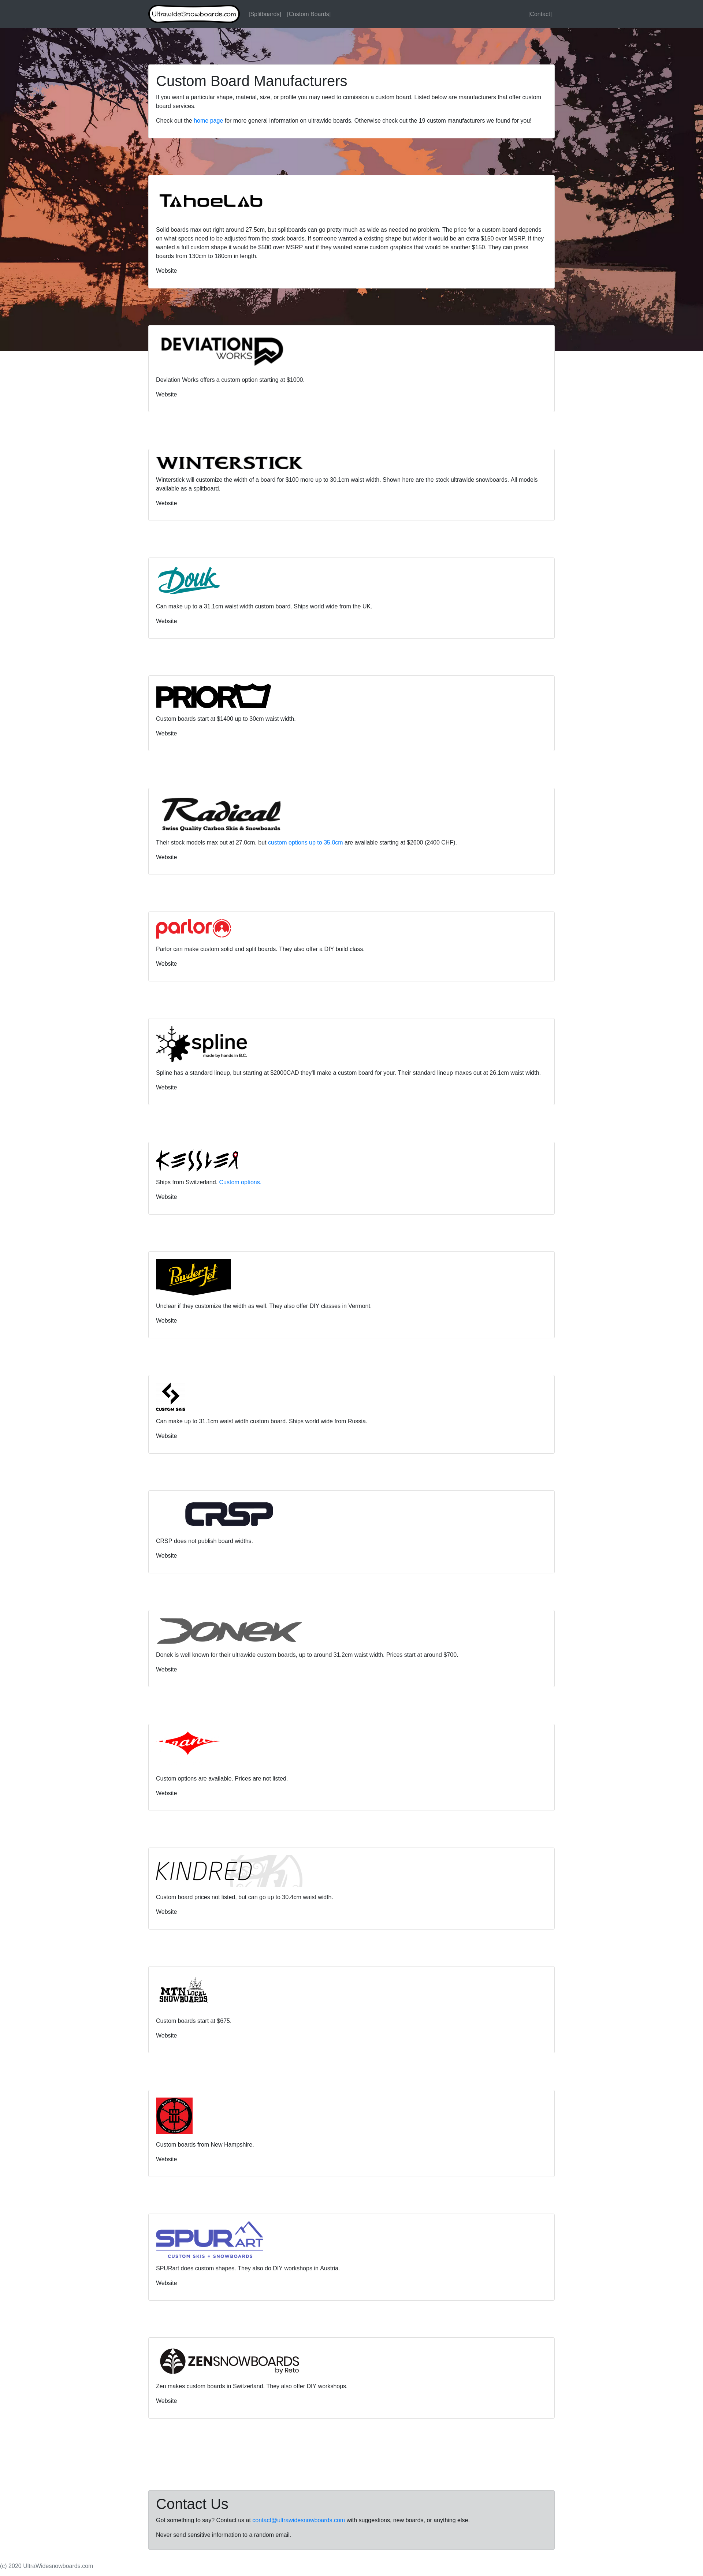 UltrawideSnowboards.com
[Splitboards]
[Custom Boards]
[Contact]
Custom Board Manufacturers
If you want a particular shape, material, size, or profile you may need to comission a custom board. Listed below are manufacturers that offer custom
board services.
Check out the home page for more general information on ultrawide boards. Otherwise check out the 19 custom manufacturers we found for you!
TahoeLab
Solid boards max out right around 27.5cm, but splitboards can go pretty much as wide as needed no problem. The price for a custom board depends
on what specs need to be adjusted from the stock boards. If someone wanted a existing shape but wider it would be an extra $150 over MSRP. If they
wanted a full custom shape it would be $500 over MSRP and if they wanted some custom graphics that would be another $150. They can press
boards from 130cm to 180cm in length.
Website
DEVIATION
WORKS
Deviation Works offers a custom option starting at $1000.
Website
WINTERSTICK
Winterstick will customize the width of a board for $100 more up to 30.1cm waist width. Shown here are the stock ultrawide snowboards. All models
available as a splitboard.
Website
Douk
Can make up to a 31.1cm waist width custom board. Ships world wide from the UK.
Website
PRIOR
Custom boards start at $1400 up to 30cm waist width.
Website
Radical
Swiss Quality Carbon Skis & Snowboards
Their stock models max out at 27.0cm, but custom options up to 35.0cm are available starting at $2600 (2400 CHF).
Website
parlor
Parlor can make custom solid and split boards. They also offer a DIY build class.
Website
spline
made by hands in B.C.
Spline has a standard lineup, but starting at $2000CAD they'll make a custom board for your. Their standard lineup maxes out at 26.1cm waist width.
Website
KESSLER
Ships from Switzerland. Custom options.
Website
PowderJet
Unclear if they customize the width as well. They also offer DIY classes in Vermont.
Website
CUSTOM SKIS
Can make up to 31.1cm waist width custom board. Ships world wide from Russia.
Website
CRSP
CRSP does not publish board widths.
Website
DONEK
Donek is well known for their ultrawide custom boards, up to around 31.2cm waist width. Prices start at around $700.
Website
Custom options are available. Prices are not listed.
Website
KINDRED
Custom board prices not listed, but can go up to 30.4cm waist width.
Website
MTN LOCAL
SNOWBOARDS
Custom boards start at $675.
Website
Custom boards from New Hampshire.
Website
SPURART
CUSTOM SKIS + SNOWBOARDS
SPURart does custom shapes. They also do DIY workshops in Austria.
Website
ZENSNOWBOARDS
by Reto
Zen makes custom boards in Switzerland. They also offer DIY workshops.
Website
Contact Us
Got something to say? Contact us at contact@ultrawidesnowboards.com with suggestions, new boards, or anything else.
Never send sensitive information to a random email.
(c) 2020 UltraWidesnowboards.com